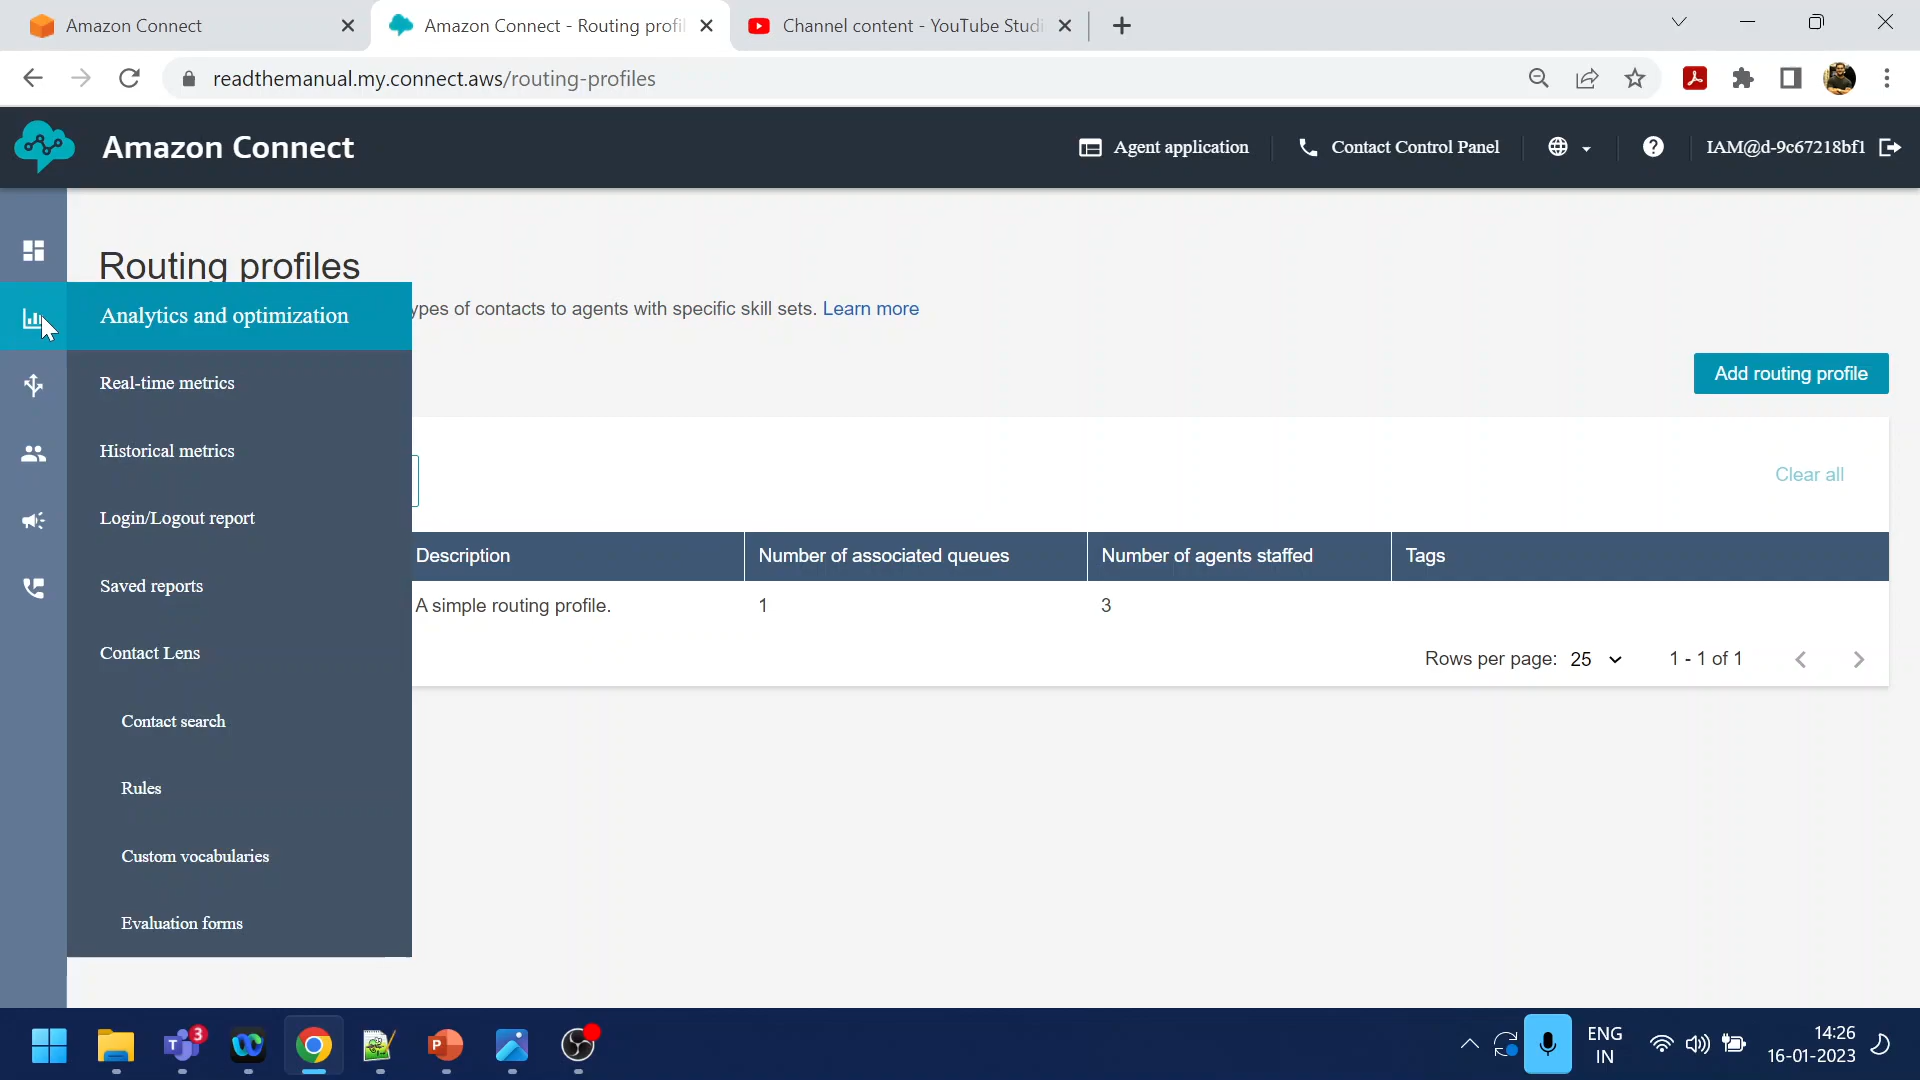 Amazon Connect
Amazon Connect - Routing profil
Channel content - YouTube Studi
readthemanual.my.connect.aws/routing-profiles
Amazon Connect
Agent application
Contact Control Panel
IAM@d-9c67218bf1
Routing profiles
Analytics and optimization
ypes of contacts to agents with specific skill sets. Learn more
Real-time metrics
Add routing profile
Historical metrics
Clear all
Login/Logout report
Description
Number of associated queues
Number of agents staffed
Tags
Saved reports
A simple routing profile.
1
3
Contact Lens
Rows per page: 25
1 - 1 of 1
Contact search
Rules
Custom vocabularies
Evaluation forms
3
ENG
IN
14:26
16-01-2023